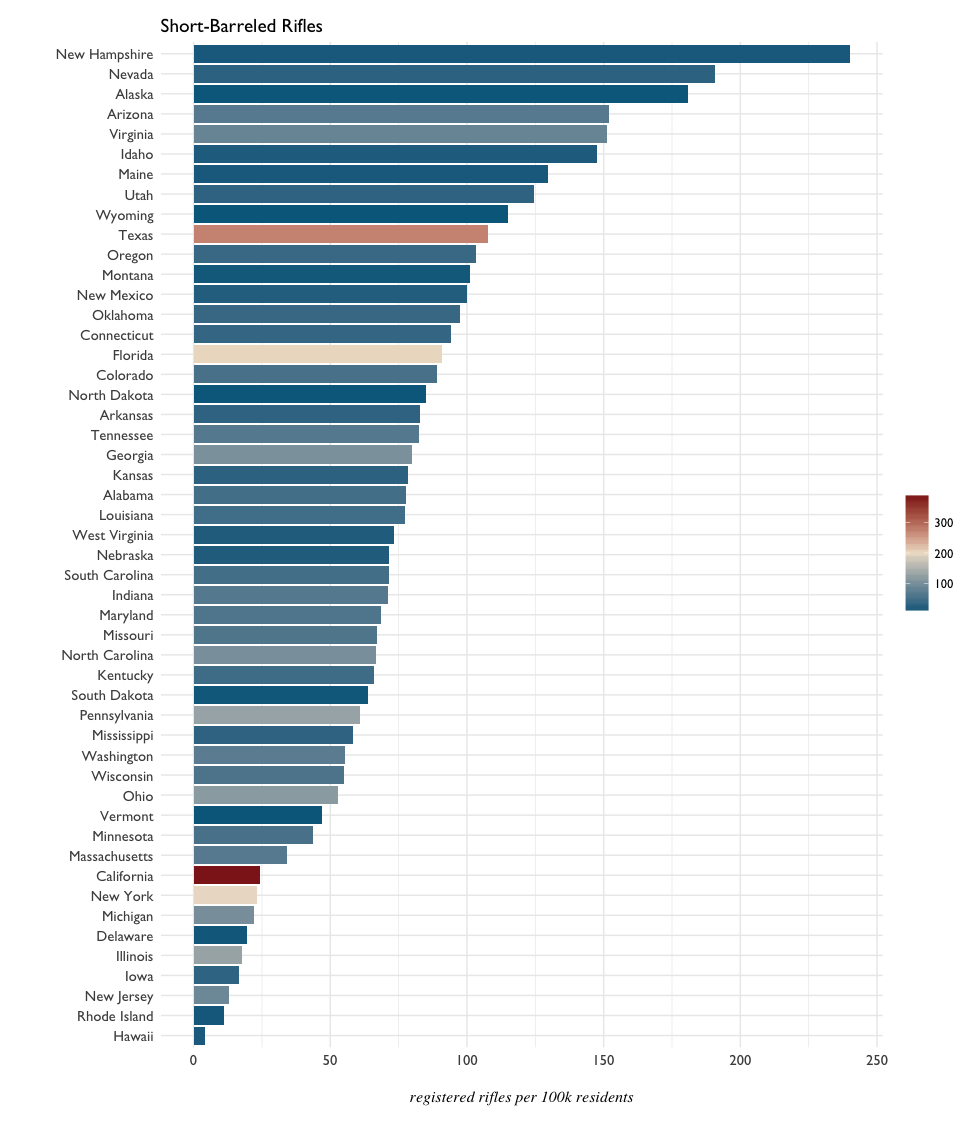 Short-Barreled Rifles
New Hampshire
Nevada
Alaska
Arizona
Virginia
Idaho
Maine
Utah
Wyoming
Texas
Oregon
Montana
New Mexico
Oklahoma
Connecticut
Florida
Colorado
North Dakota
Arkansas
Tennessee
Georgia
Kansas
Alabama
Louisiana
West Virginia
Nebraska
South Carolina
Indiana
Maryland
Missouri
North Carolina
Kentucky
South Dakota
Pennsylvania
Mississippi
Washington
Wisconsin
Ohio
Vermont
Minnesota
Massachusetts
California
New York
Michigan
Delaware
Illinois
Iowa
New Jersey
Rhode Island
Hawaii
0 50 100 150 200 250
registered rifles per 100k residents
300
200
100